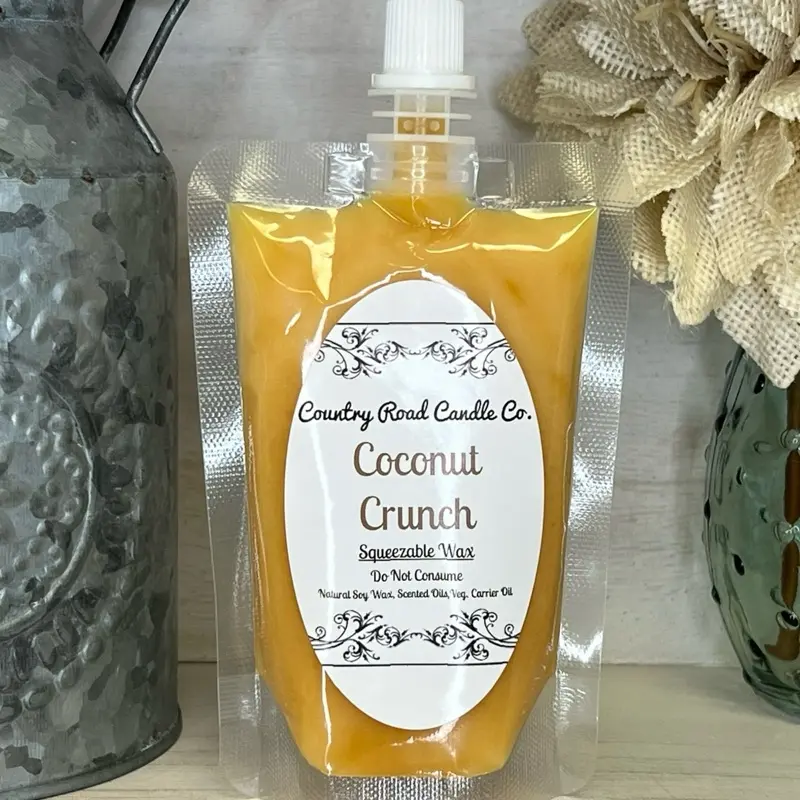 Country Road Candle Co.
Coconut
Crunch
Squeezable Wax
Do Not Consume
Natural Soy Wax, Scented Oils, Veg. Carrier Oil